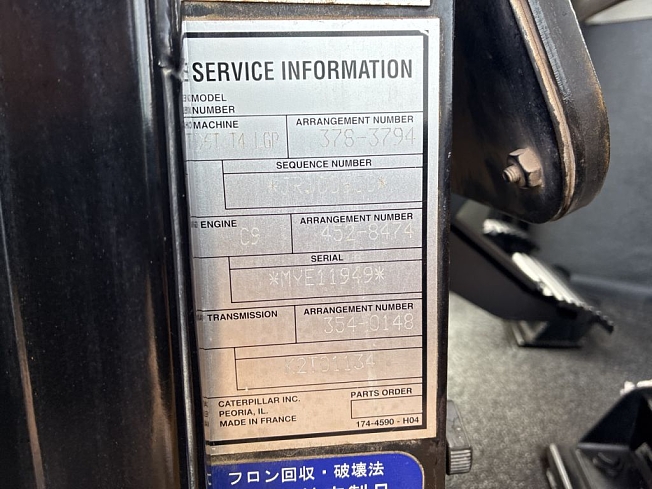 SERVICE INFORMATION
MODEL
NUMBER
MACHINE
ARRANGEMENT NUMBER
T4 LGP
378-3794
SEQUENCE NUMBER
ENGINE
ARRANGEMENT NUMBER
C9
452-8474
SERIAL
*MYE11949*
TRANSMISSION
ARRANGEMENT NUMBER
354-0148
CATERPILLAR INC.
PARTS ORDER
PEORIA, IL.
MADE IN FRANCE
174-4590 - H04
フロン回収・破壊法